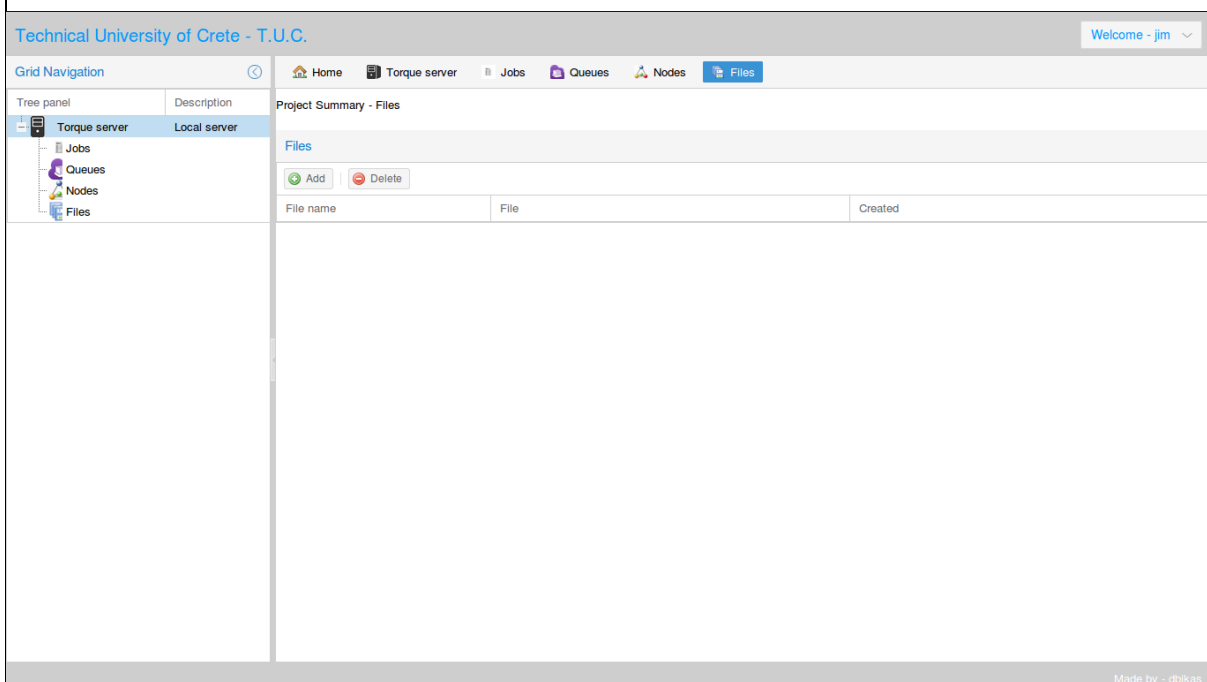 Technical University of Crete - T.U.C.
Welcome - jim
Grid Navigation
Home Torque server Jobs Queues Nodes Files
Tree panel Description
Project Summary - Files
Torque server Local server
Jobs
Queues
Nodes
Files
Files
Add Delete
File name File Created
Made by - dbikas